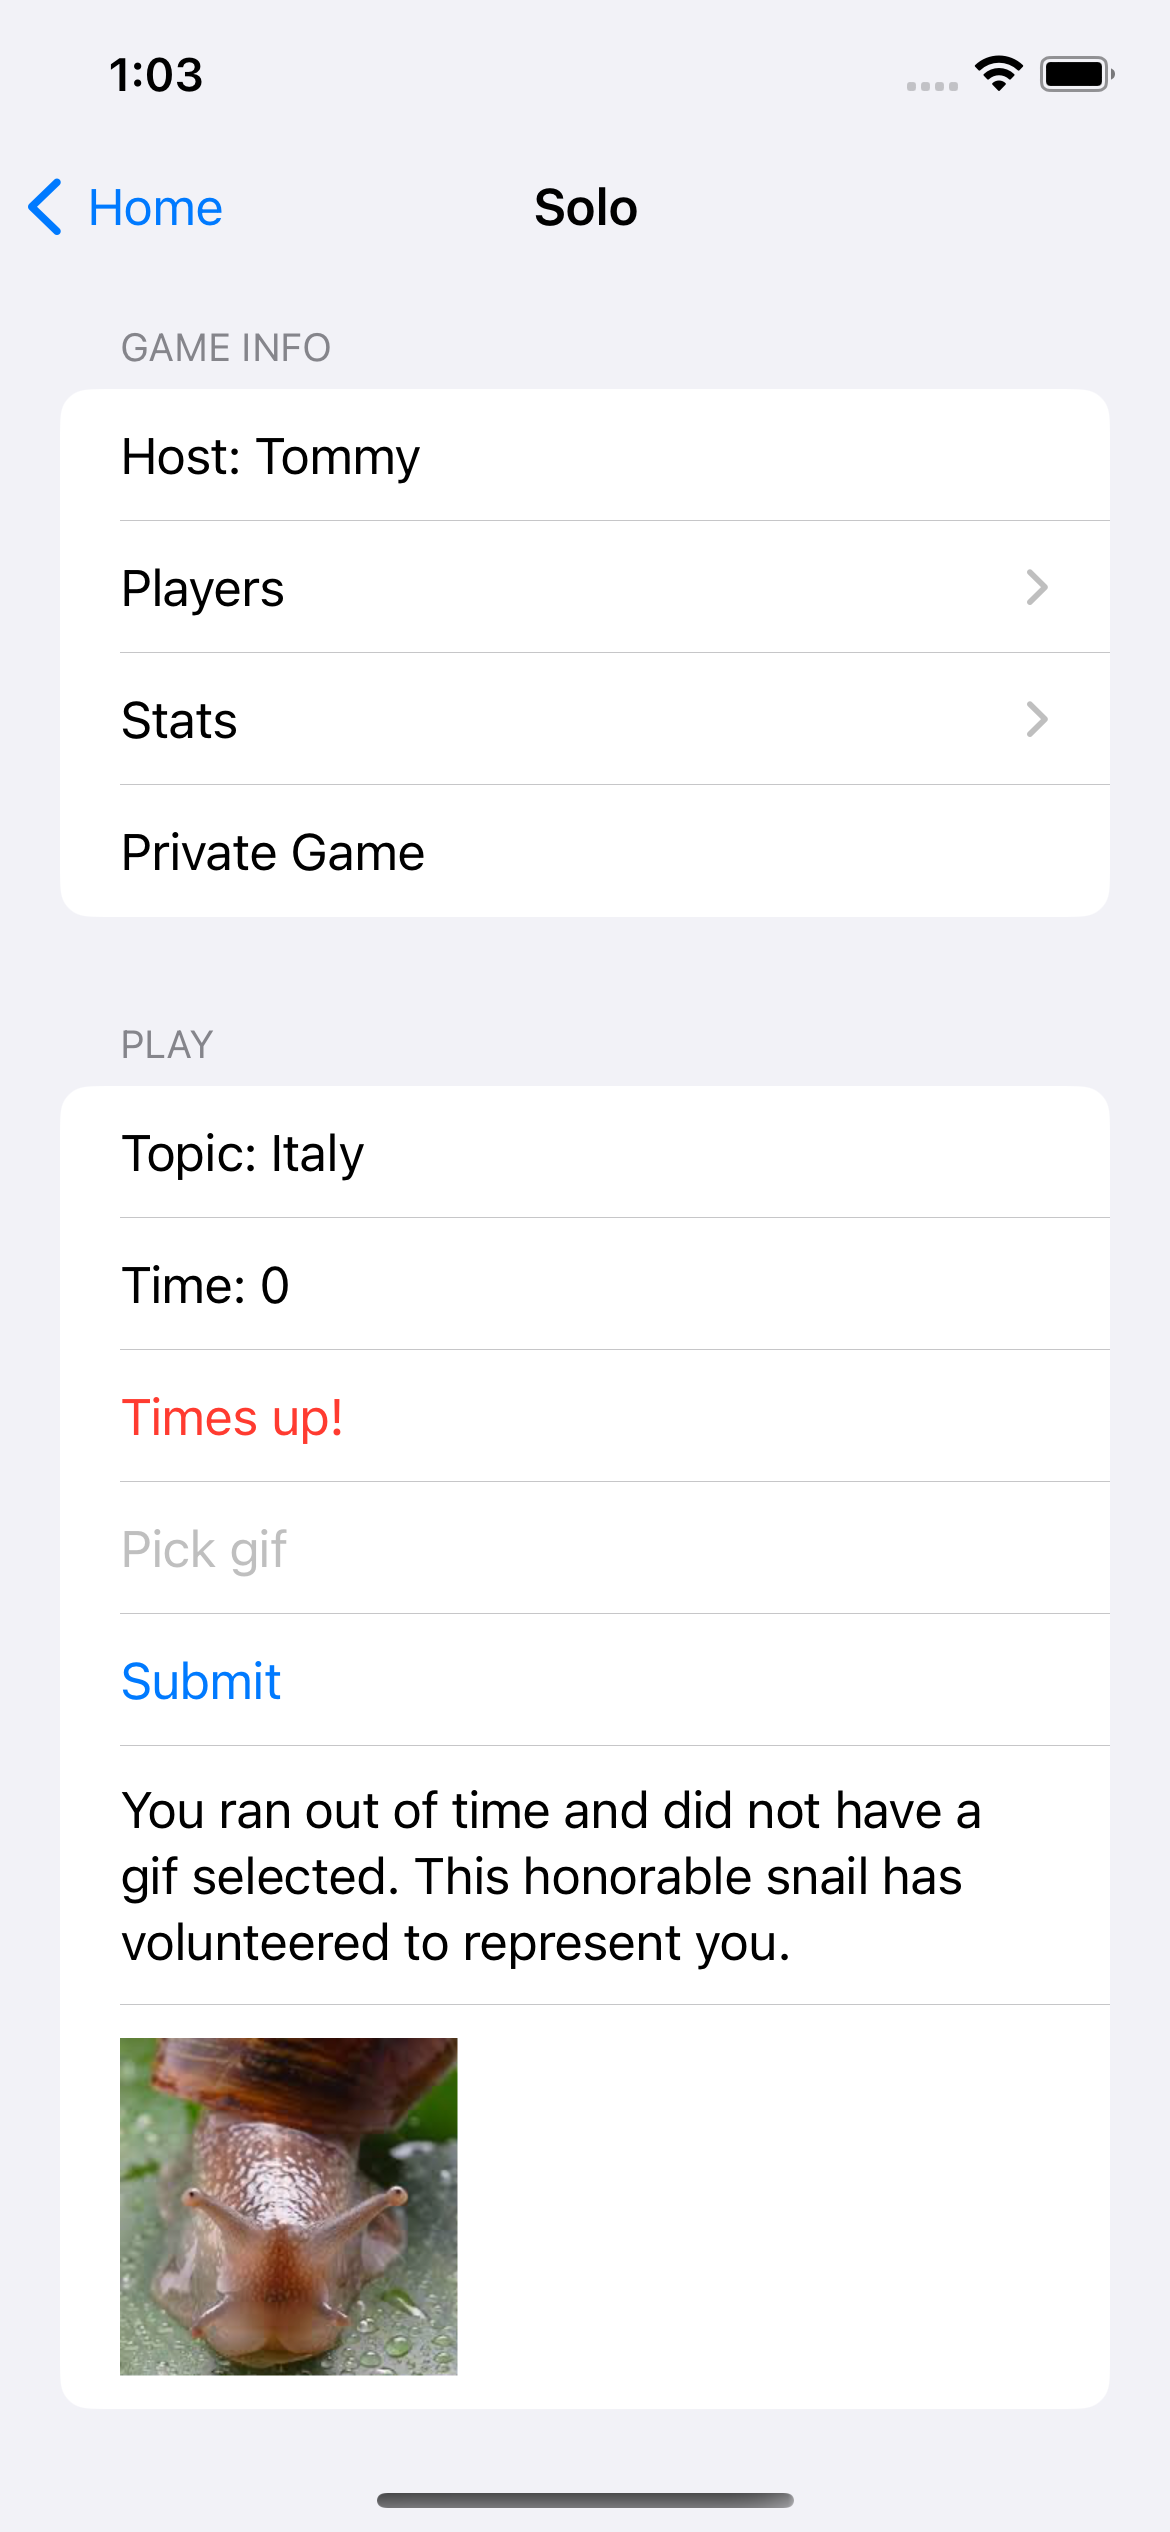 1:03
Home
Solo
GAME INFO
Host: Tommy
Players
Stats
Private Game
PLAY
Topic: Italy
Time: 0
Times up!
Pick gif
Submit
You ran out of time and did not have a
gif selected. This honorable snail has
volunteered to represent you.